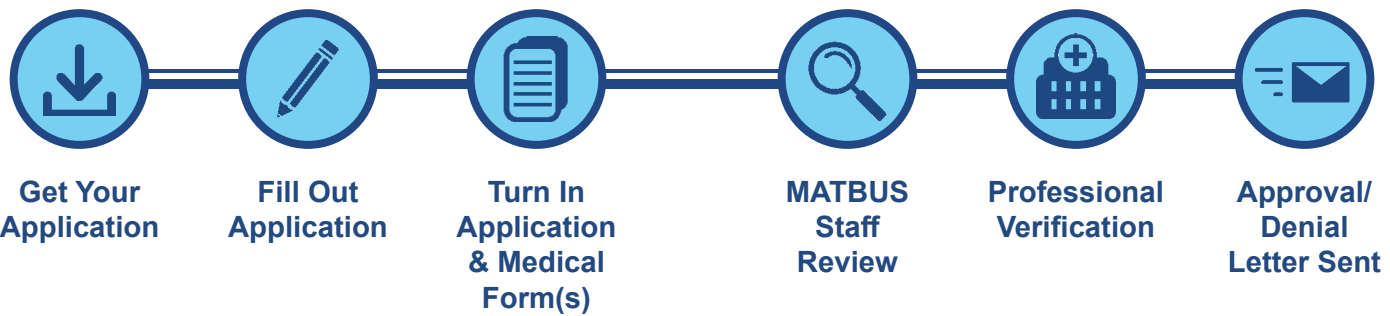 Get Your
Application
Fill Out
Application
Turn In
Application
& Medical
Form(s)
MATBUS
Staff
Review
Professional
Verification
Approval/
Denial
Letter Sent